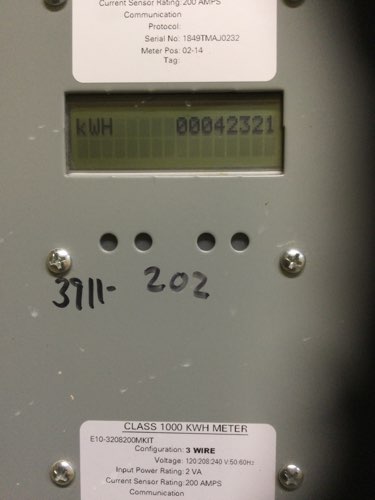 Current Sensor Rating: 200 AMPS
Communication
Protocol:
Serial No: 1849TMAJ0232
Meter Pos: 02-14
Tag:
kWH 00042321
3911- 202
CLASS 1000 KWH METER
E10-3208200MKIT
Configuration: 3 WIRE
Voltage: 120:208:240 V:50:60Hz
Input Power Rating: 2 VA
Current Sensor Rating: 200 AMPS
Communication